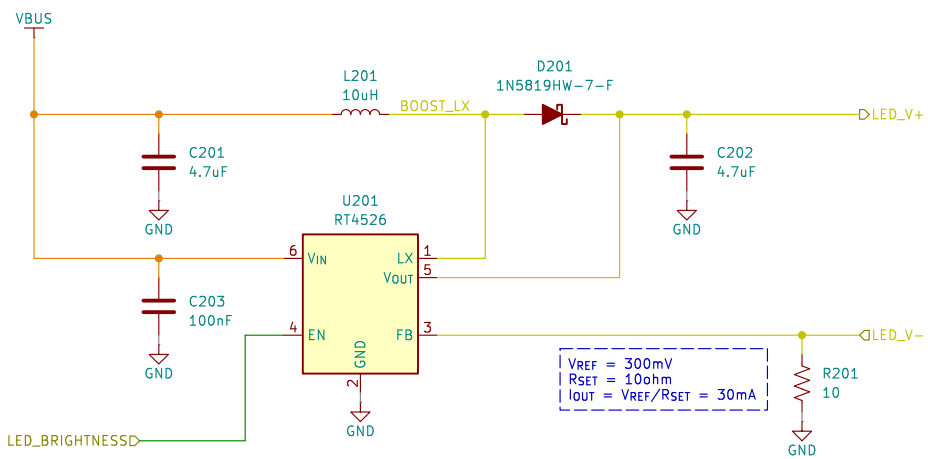 VBUS
L201
10uH
BOOST_LX
D201
1N5819HW-7-F
LED_V+
C201
4.7uF
GND
C202
4.7uF
GND
U201
RT4526
6
VIN
LX
1
VOUT
5
C203
100nF
GND
4
EN
FB
3
LED_V-
GND
2
GND
VREF = 300mV
RSET = 10ohm
IOUT = VREF/RSET = 30mA
R201
10
GND
LED_BRIGHTNESS